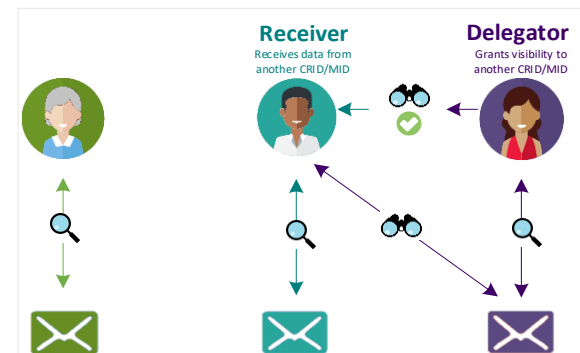 Receiver
Receives data from
another CRID/MID
Delegator
Grants visibility to
another CRID/MID